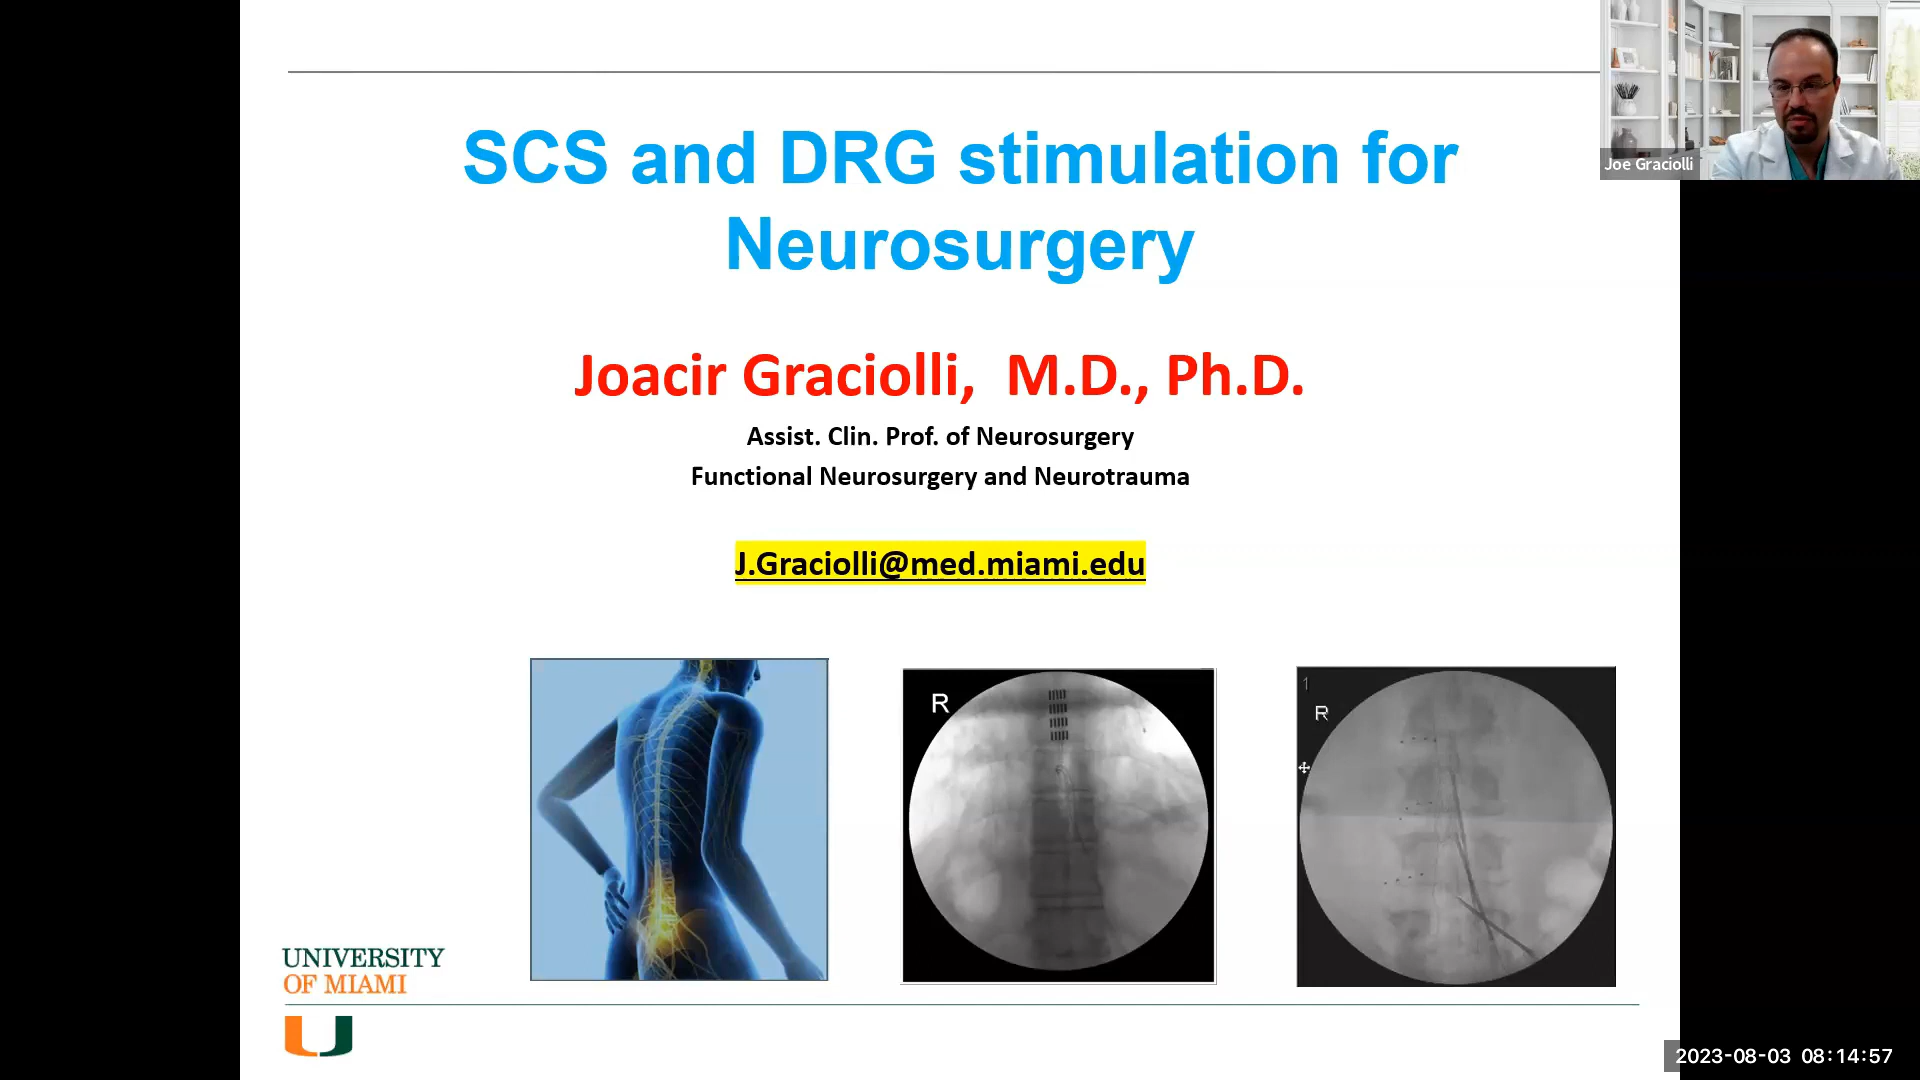 SCS and DRG stimulation for
Neurosurgery
Joe Graciolli
Joacir Graciolli, M.D., Ph.D.
Assist. Clin. Prof. of Neurosurgery
Functional Neurosurgery and Neurotrauma
J.Graciolli@med.miami.edu
R
1
R
UNIVERSITY
OF MIAMI
2023-08-03 08:14:57